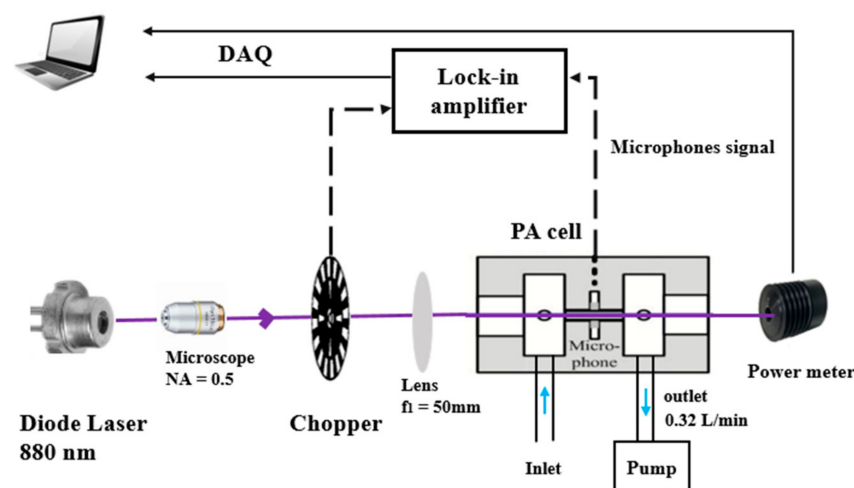 DAQ
Lock-in
amplifier
Microphones signal
PA cell
Microscope
NA = 0.5
Micro-
phone
Lens
f1 = 50mm
Power meter
Diode Laser
880 nm
Chopper
outlet
0.32 L/min
Inlet
Pump